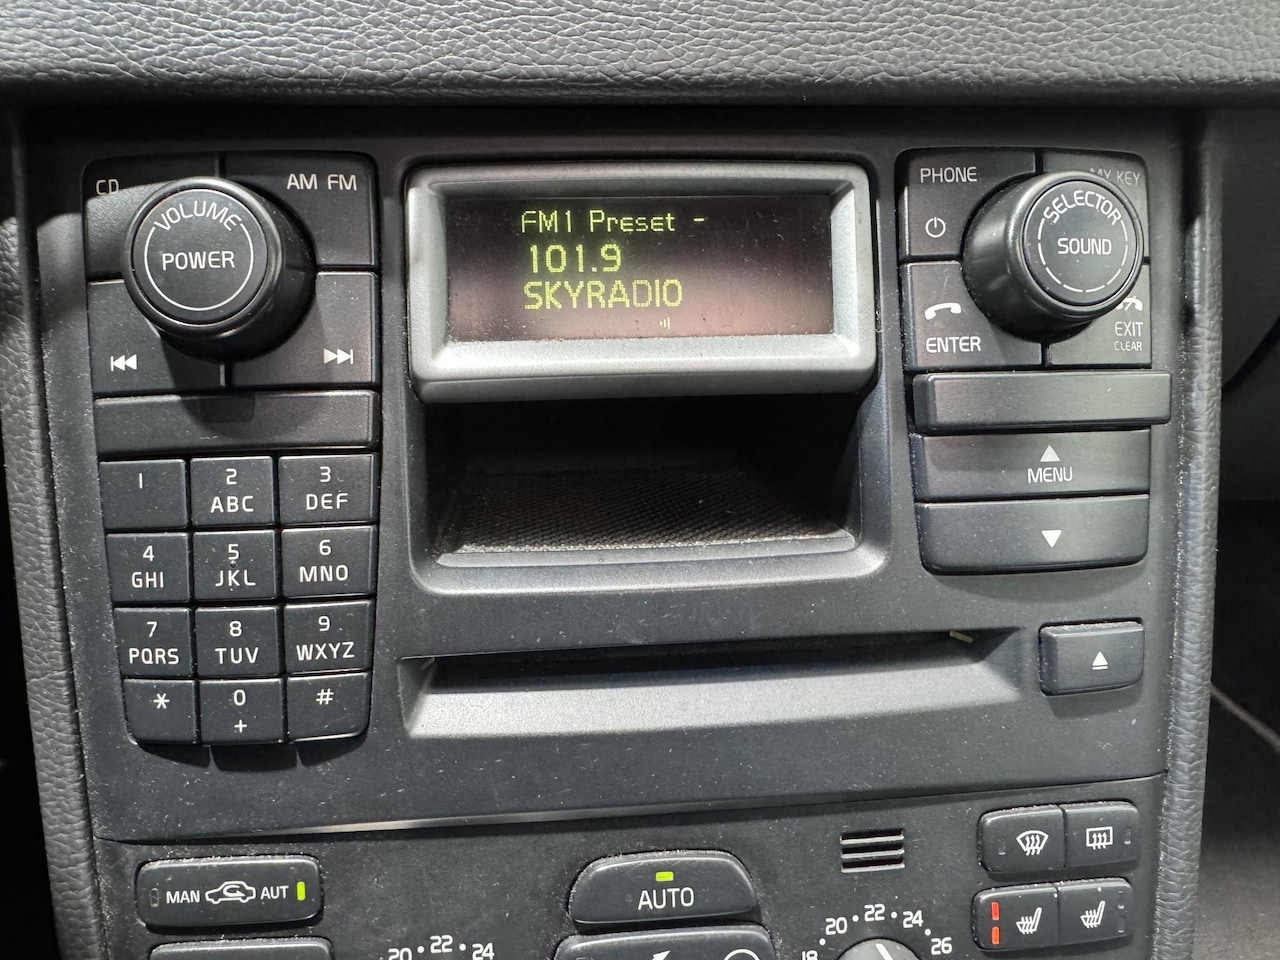 CD
AM FM
VOLUME
POWER
FM1 Preset -
101.9
SKYRADIO
PHONE
MY KEY
SELECTOR
SOUND
ENTER
EXIT
CLEAR
MENU
1
2
ABC
3
DEF
4
GHI
5
JKL
6
MNO
7
PQRS
8
TUV
9
WXYZ
*
0
+
#
MAN AUT
AUTO
20 • 22 • 24
18 • 20 • 22 • 24 • 26